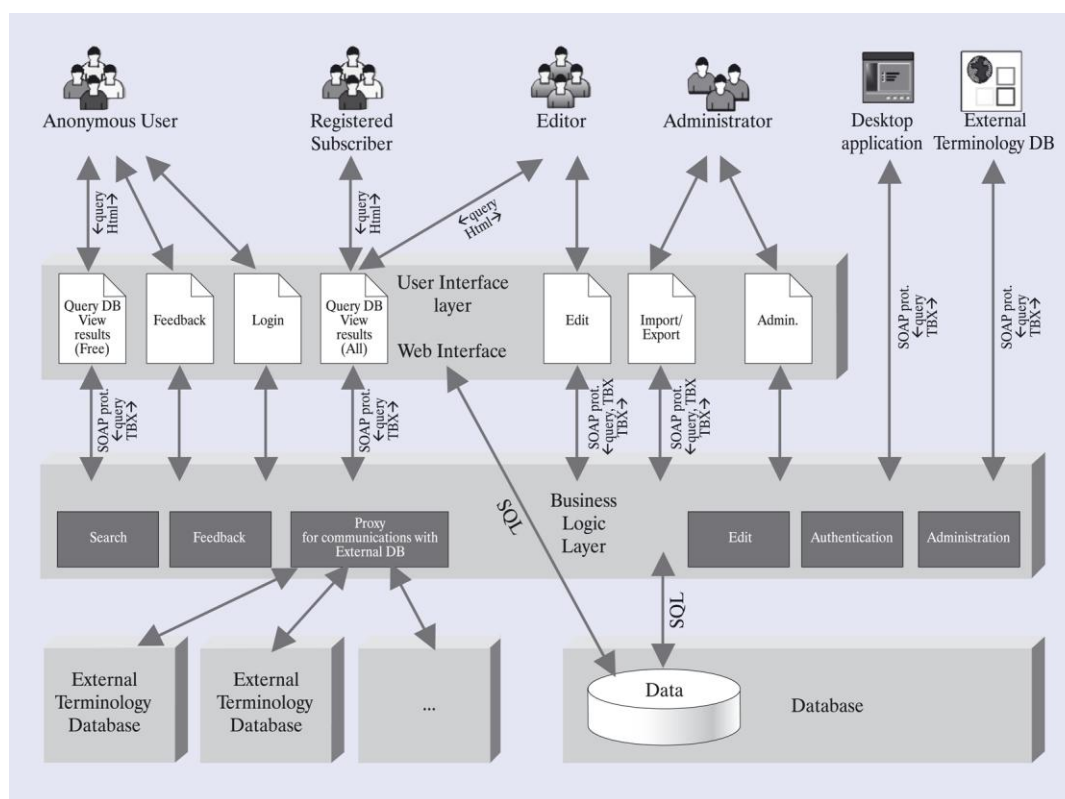 Anonymous User
Registered
Subscriber
Editor
Administrator
Desktop
application
External
Terminology DB
←query
Html→
←query
Html→
←query
Html→
SOAP prot.
←query
TBX→
SOAP prot.
←query
TBX→
Query DB
View
results
(Free)
Feedback
Login
Query DB
View
results
(All)
User Interface
layer
Web Interface
Edit
Import/
Export
Admin.
SOAP prot.
←query
TBX→
SOAP prot.
←query
TBX→
SOAP prot.
←query, TBX
TBX→
SOAP prot.
←query, TBX
TBX→
SQL
Business
Logic
Layer
Search
Feedback
Proxy
for communications with
External DB
Edit
Authentication
Administration
SQL
External
Terminology
Database
External
Terminology
Database
...
Data
Database